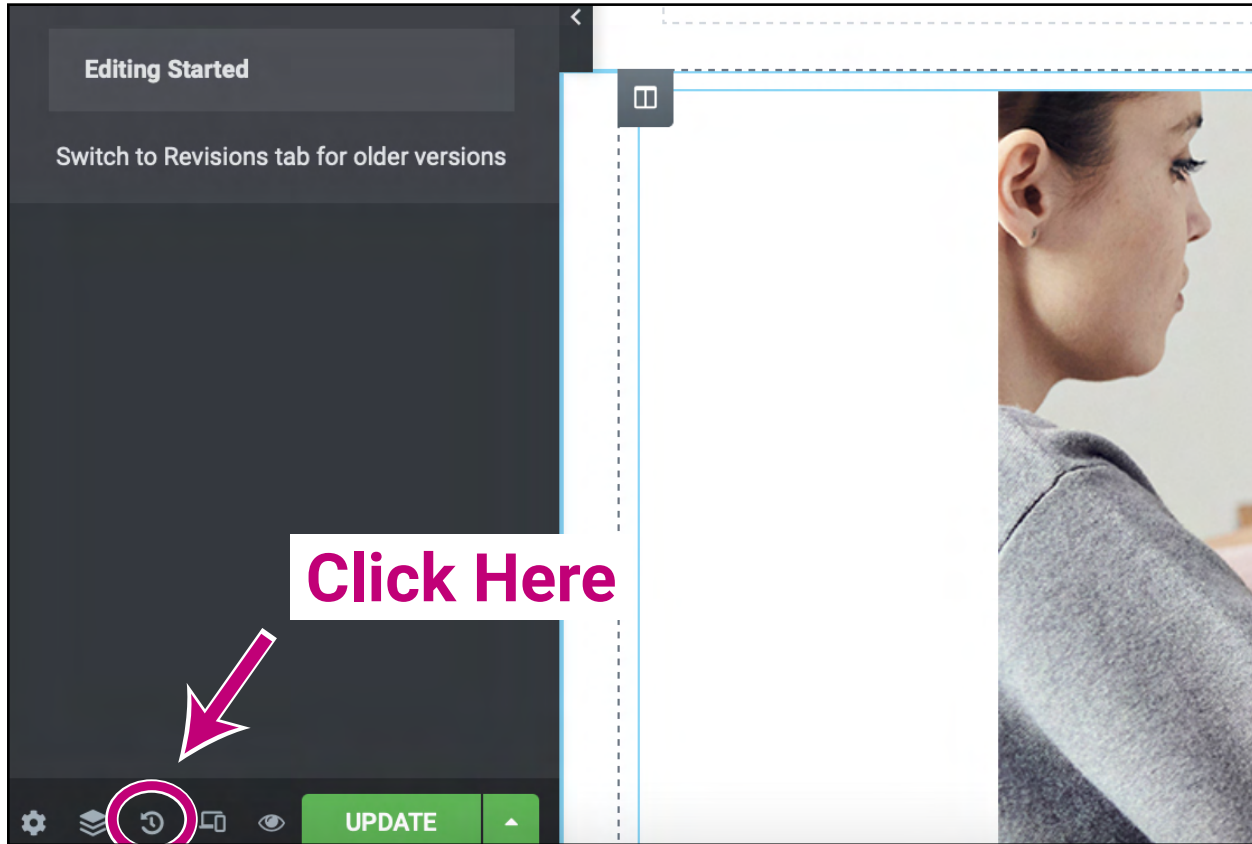 Editing Started
Switch to Revisions tab for older versions
Click Here
UPDATE